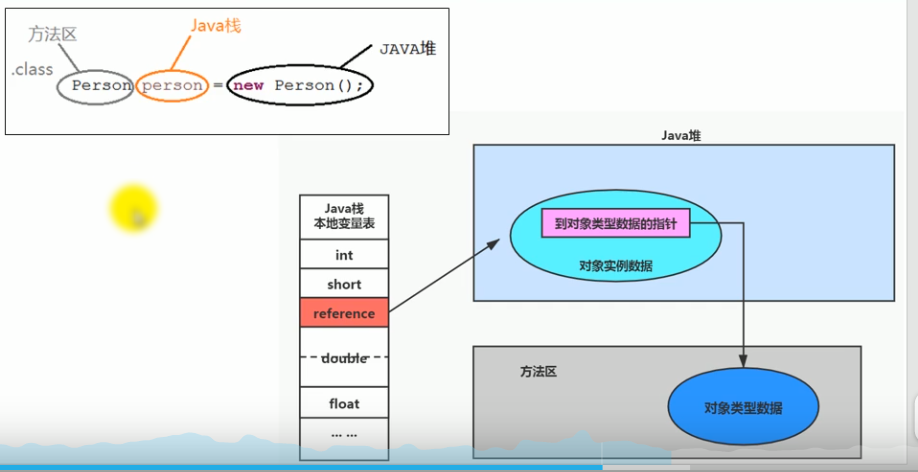 方法区
Java栈
JAVA堆
.class
Person person = new Person();
Java堆
Java栈
本地变量表
int
short
reference
double
float
... ...
到对象类型数据的指针
对象实例数据
方法区
对象类型数据